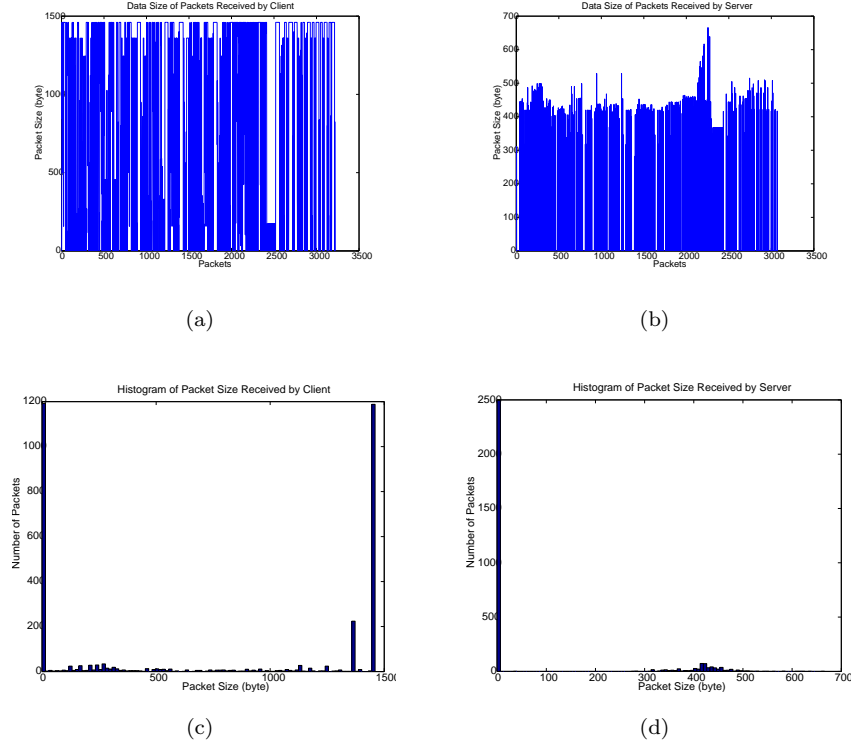 Data Size of Packets Received by Client
1500
1000
500
0
Packet Size (byte)
0 500 1000 1500 2000 2500 3000 3500
Packets
(a)
Data Size of Packets Received by Server
700
600
500
400
300
200
100
0
Packet Size (byte)
0 500 1000 1500 2000 2500 3000 3500
Packets
(b)
Histogram of Packet Size Received by Client
1200
1000
800
600
400
200
0
Number of Packets
0 500 1000 1500
Packet Size (byte)
(c)
Histogram of Packet Size Received by Server
2500
2000
1500
1000
500
0
Number of Packets
0 100 200 300 400 500 600 700
Packet Size (byte)
(d)